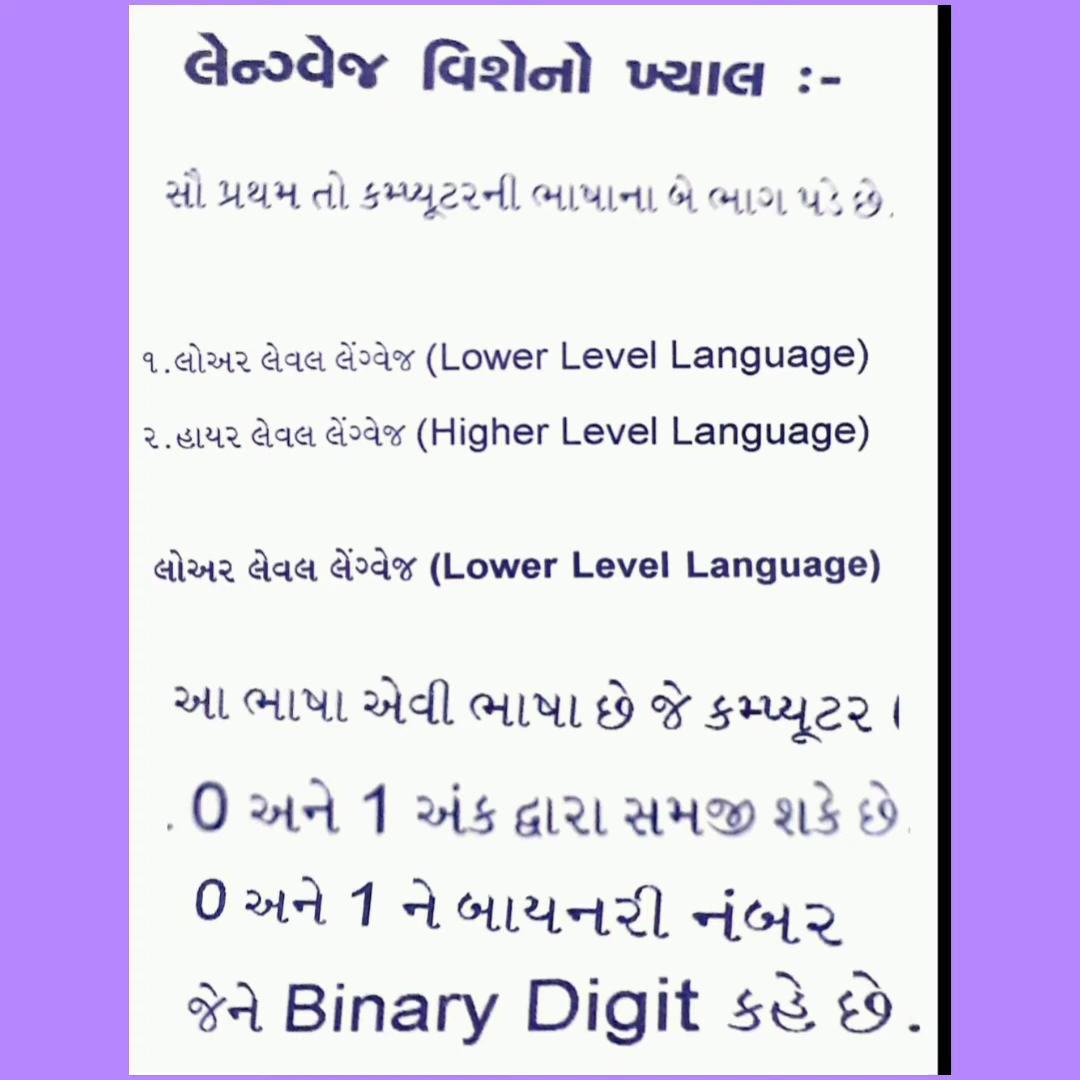 લેન્ગ્વેજ વિશેનો ખ્યાલ :-
સૌ પ્રથમ તો કમ્પ્યૂટરની ભાષાના બે ભાગ પડે છે.
૧.લોઅર લેવલ લેંગ્વેજ (Lower Level Language)
૨.હાયર લેવલ લેંગ્વેજ (Higher Level Language)
લોઅર લેવલ લેંગ્વેજ (Lower Level Language)
આ ભાષા એવી ભાષા છે જે કમ્પ્યૂટર
0 અને 1 અંક દ્વારા સમજી શકે છે.
0 અને 1 ને બાયનરી નંબર
જેને Binary Digit કહે છે.